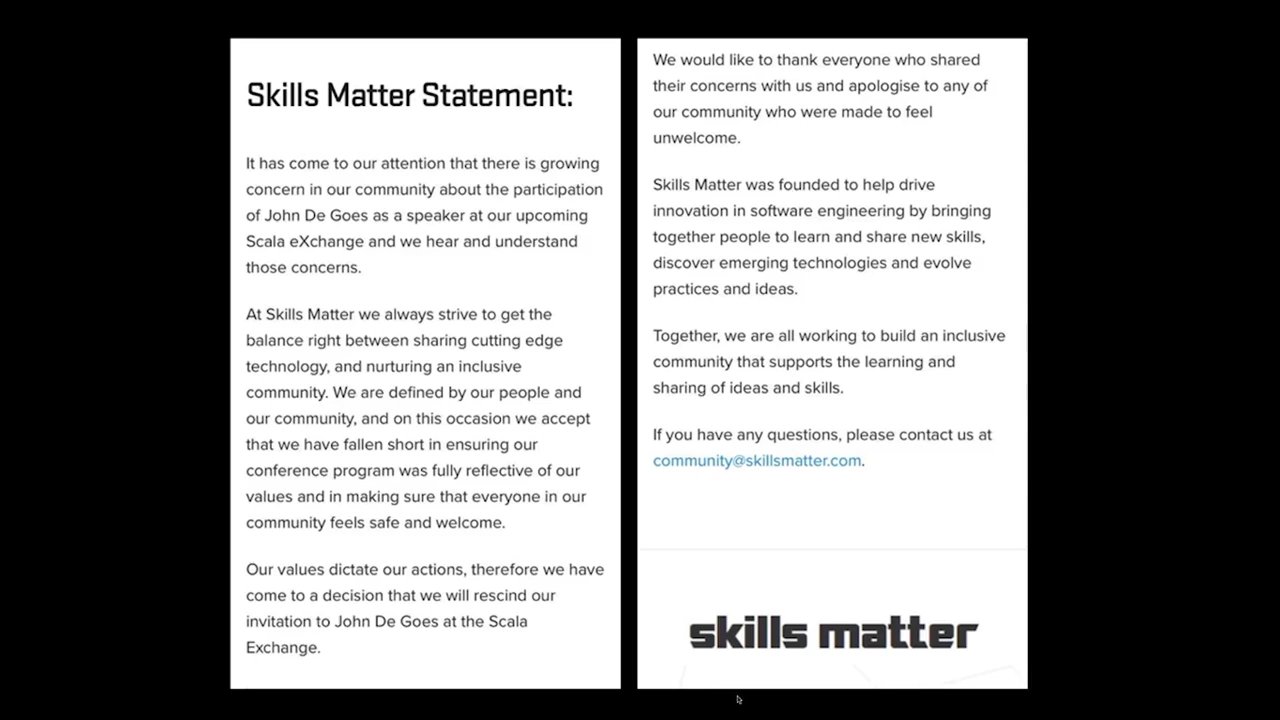 Skills Matter Statement:
It has come to our attention that there is growing
concern in our community about the participation
of John De Goes as a speaker at our upcoming
Scala eXchange and we hear and understand
those concerns.
At Skills Matter we always strive to get the
balance right between sharing cutting edge
technology, and nurturing an inclusive
community. We are defined by our people and
our community, and on this occasion we accept
that we have fallen short in ensuring our
conference program was fully reflective of our
values and in making sure that everyone in our
community feels safe and welcome.
Our values dictate our actions, therefore we have
come to a decision that we will rescind our
invitation to John De Goes at the Scala
Exchange.
We would like to thank everyone who shared
their concerns with us and apologise to any of
our community who were made to feel
unwelcome.
Skills Matter was founded to help drive
innovation in software engineering by bringing
together people to learn and share new skills,
discover emerging technologies and evolve
practices and ideas.
Together, we are all working to build an inclusive
community that supports the learning and
sharing of ideas and skills.
If you have any questions, please contact us at
community@skillsmatter.com.
skills matter